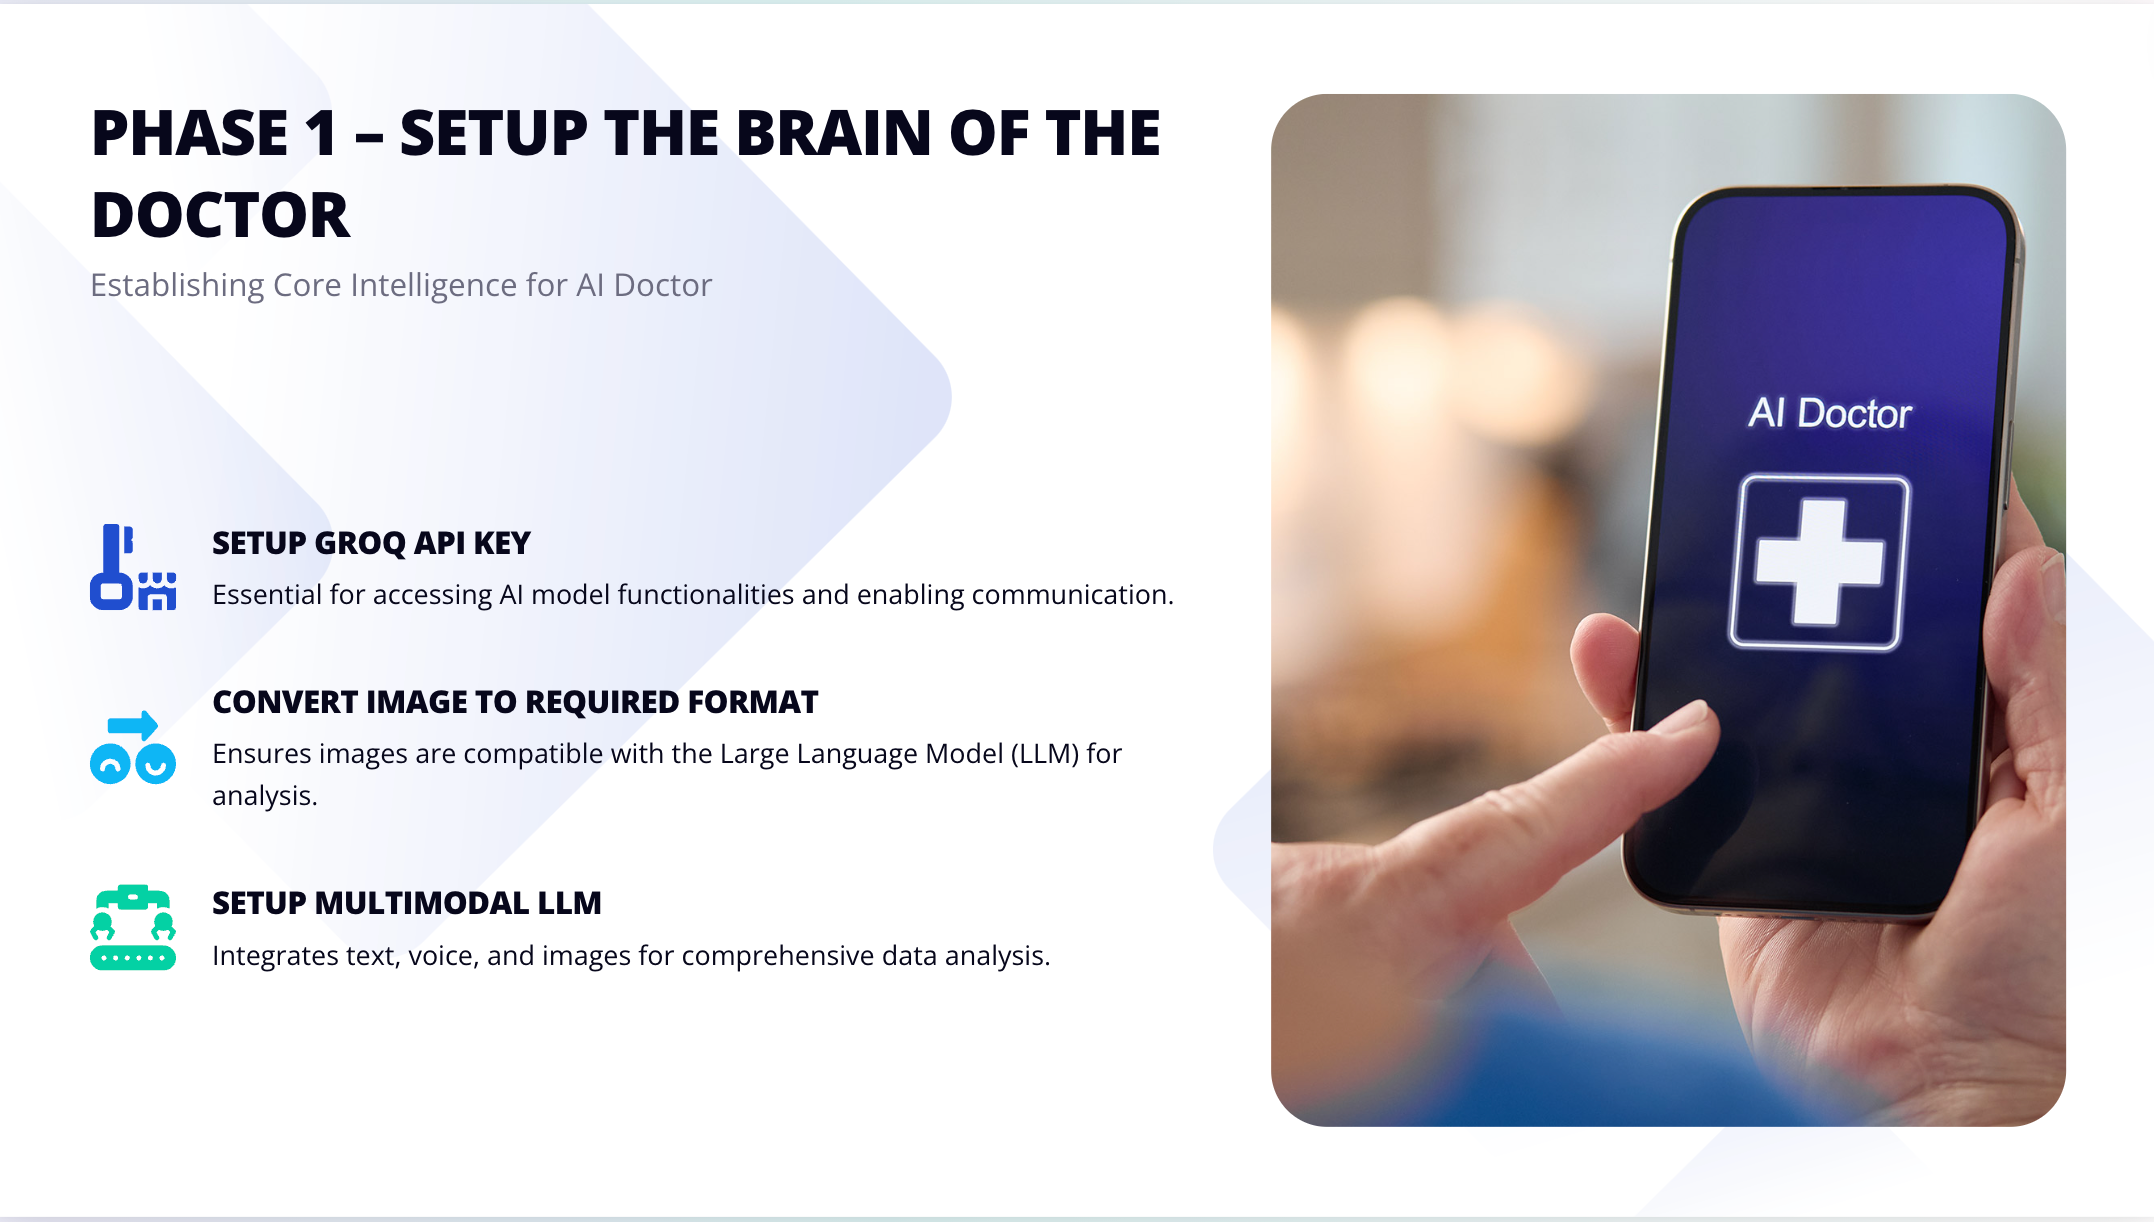 PHASE 1 – SETUP THE BRAIN OF THE
DOCTOR
Establishing Core Intelligence for AI Doctor
SETUP GROQ API KEY
Essential for accessing AI model functionalities and enabling communication.
CONVERT IMAGE TO REQUIRED FORMAT
Ensures images are compatible with the Large Language Model (LLM) for
analysis.
SETUP MULTIMODAL LLM
Integrates text, voice, and images for comprehensive data analysis.
AI Doctor